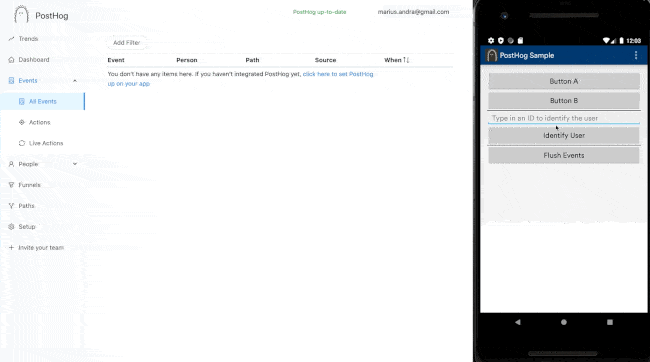 PostHog
PostHog up-to-date
marius.andra@gmail.com
Trends
Dashboard
Events
All Events
Actions
Live Actions
People
Funnels
Paths
Setup
Invite your team
Add Filter
Event Person Path Source When
You don't have any items here. If you haven't integrated PostHog yet, click here to set PostHog
up on your app
12:03
PostHog Sample
Button A
Button B
Type in an ID to identify the user
Identify User
Flush Events